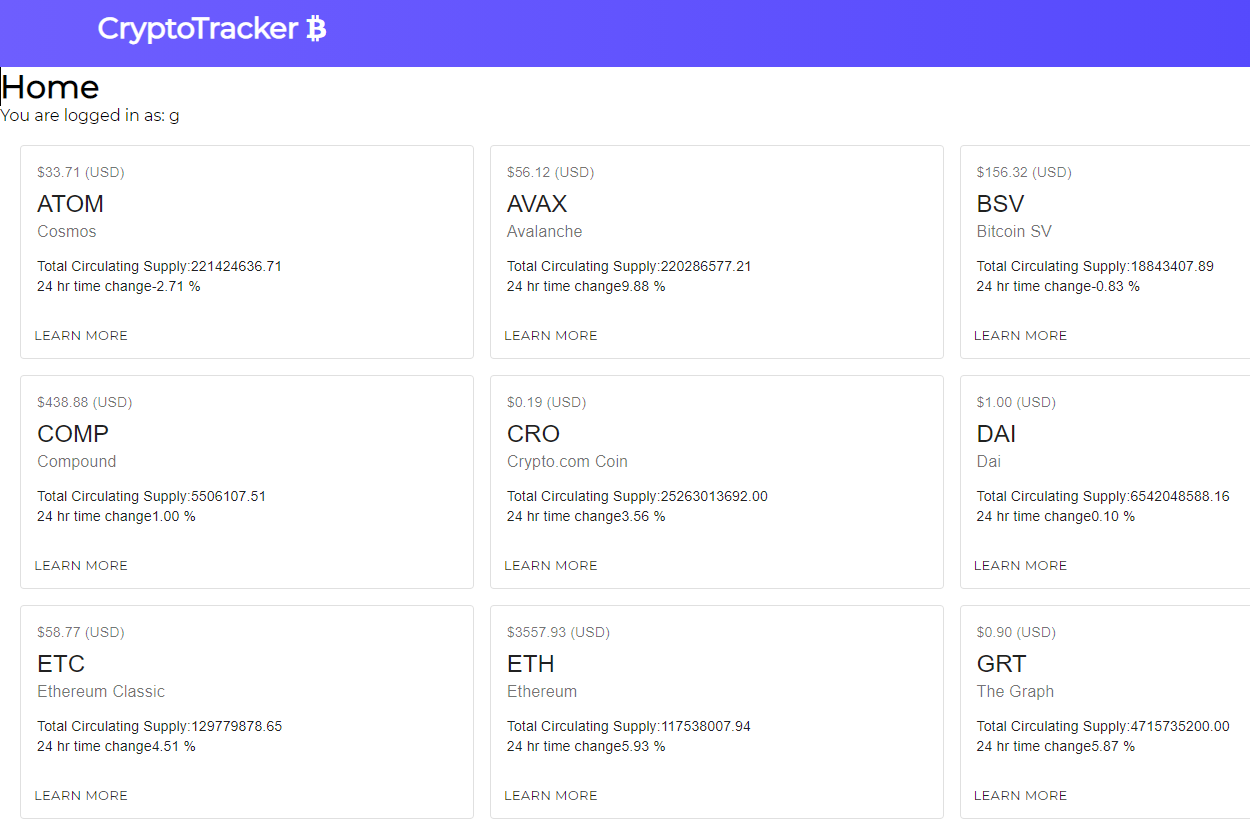 CryptoTracker ₿
Home
You are logged in as: g
$33.71 (USD)
ATOM
Cosmos
Total Circulating Supply:221424636.71
24 hr time change-2.71 %
LEARN MORE
$56.12 (USD)
AVAX
Avalanche
Total Circulating Supply:220286577.21
24 hr time change9.88 %
LEARN MORE
$156.32 (USD)
BSV
Bitcoin SV
Total Circulating Supply:18843407.89
24 hr time change-0.83 %
LEARN MORE
$438.88 (USD)
COMP
Compound
Total Circulating Supply:5506107.51
24 hr time change1.00 %
LEARN MORE
$0.19 (USD)
CRO
Crypto.com Coin
Total Circulating Supply:25263013692.00
24 hr time change3.56 %
LEARN MORE
$1.00 (USD)
DAI
Dai
Total Circulating Supply:6542048588.16
24 hr time change0.10 %
LEARN MORE
$58.77 (USD)
ETC
Ethereum Classic
Total Circulating Supply:129779878.65
24 hr time change4.51 %
LEARN MORE
$3557.93 (USD)
ETH
Ethereum
Total Circulating Supply:117538007.94
24 hr time change5.93 %
LEARN MORE
$0.90 (USD)
GRT
The Graph
Total Circulating Supply:4715735200.00
24 hr time change5.87 %
LEARN MORE